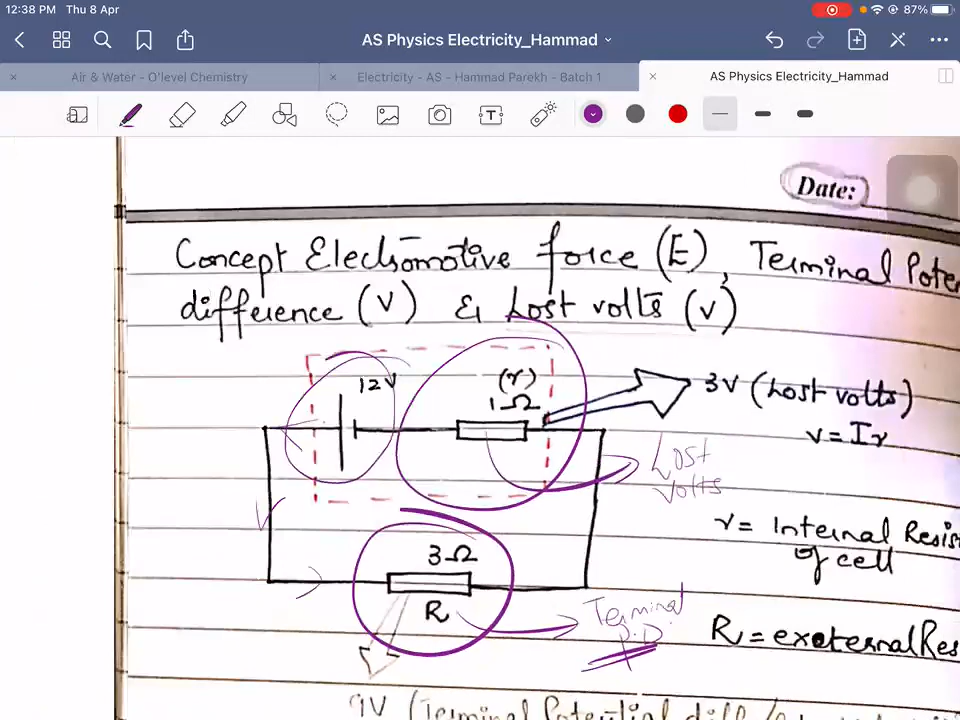 12:38 PM Thu 8 Apr
87%
AS Physics Electricity_Hammad
Air & Water - O'level Chemistry
Electricity - AS - Hammad Parekh - Batch 1
AS Physics Electricity_Hammad
Date:
Concept Electromotive force (E), Terminal Poten
difference (V) & Lost volts (v)
12V
(r)
1Ω
3V (Lost volts)
v = Ir
Lost
volts
r = Internal Resis
of cell
3Ω
R
Terminal
P.D
R = exeternal Res
9V (Terminal Potential diff